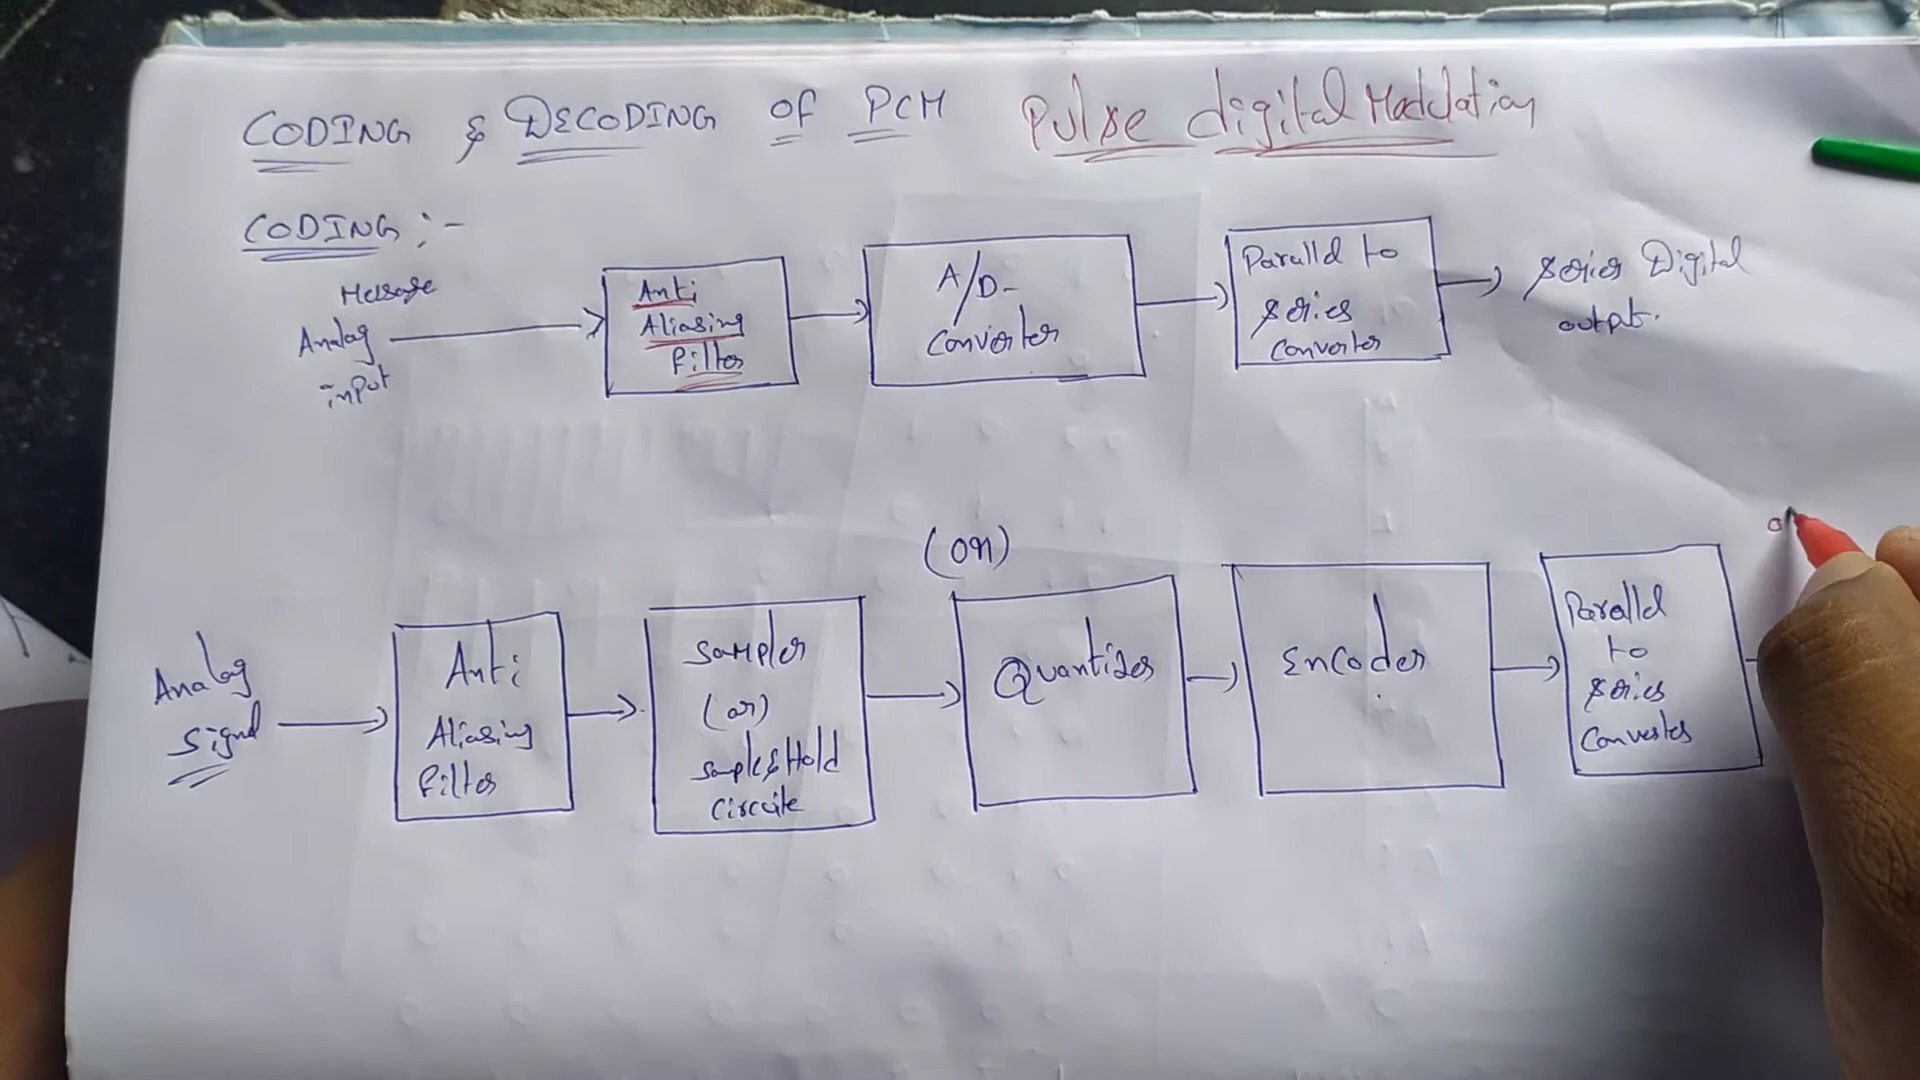 CODING & DECODING OF PCM Pulse digital Modulation
CODING :-
Message
Analog
input
Anti
Aliasing
Filter
A/D-
Converter
Parallel to
Series
Converter
Series Digital
output.
(or)
Analog
Signal
Anti
Aliasing
Filter
Sampler
(or)
Sample & Hold
Circuite
Quantizer
Encoder
Parallel
to
Series
Converter